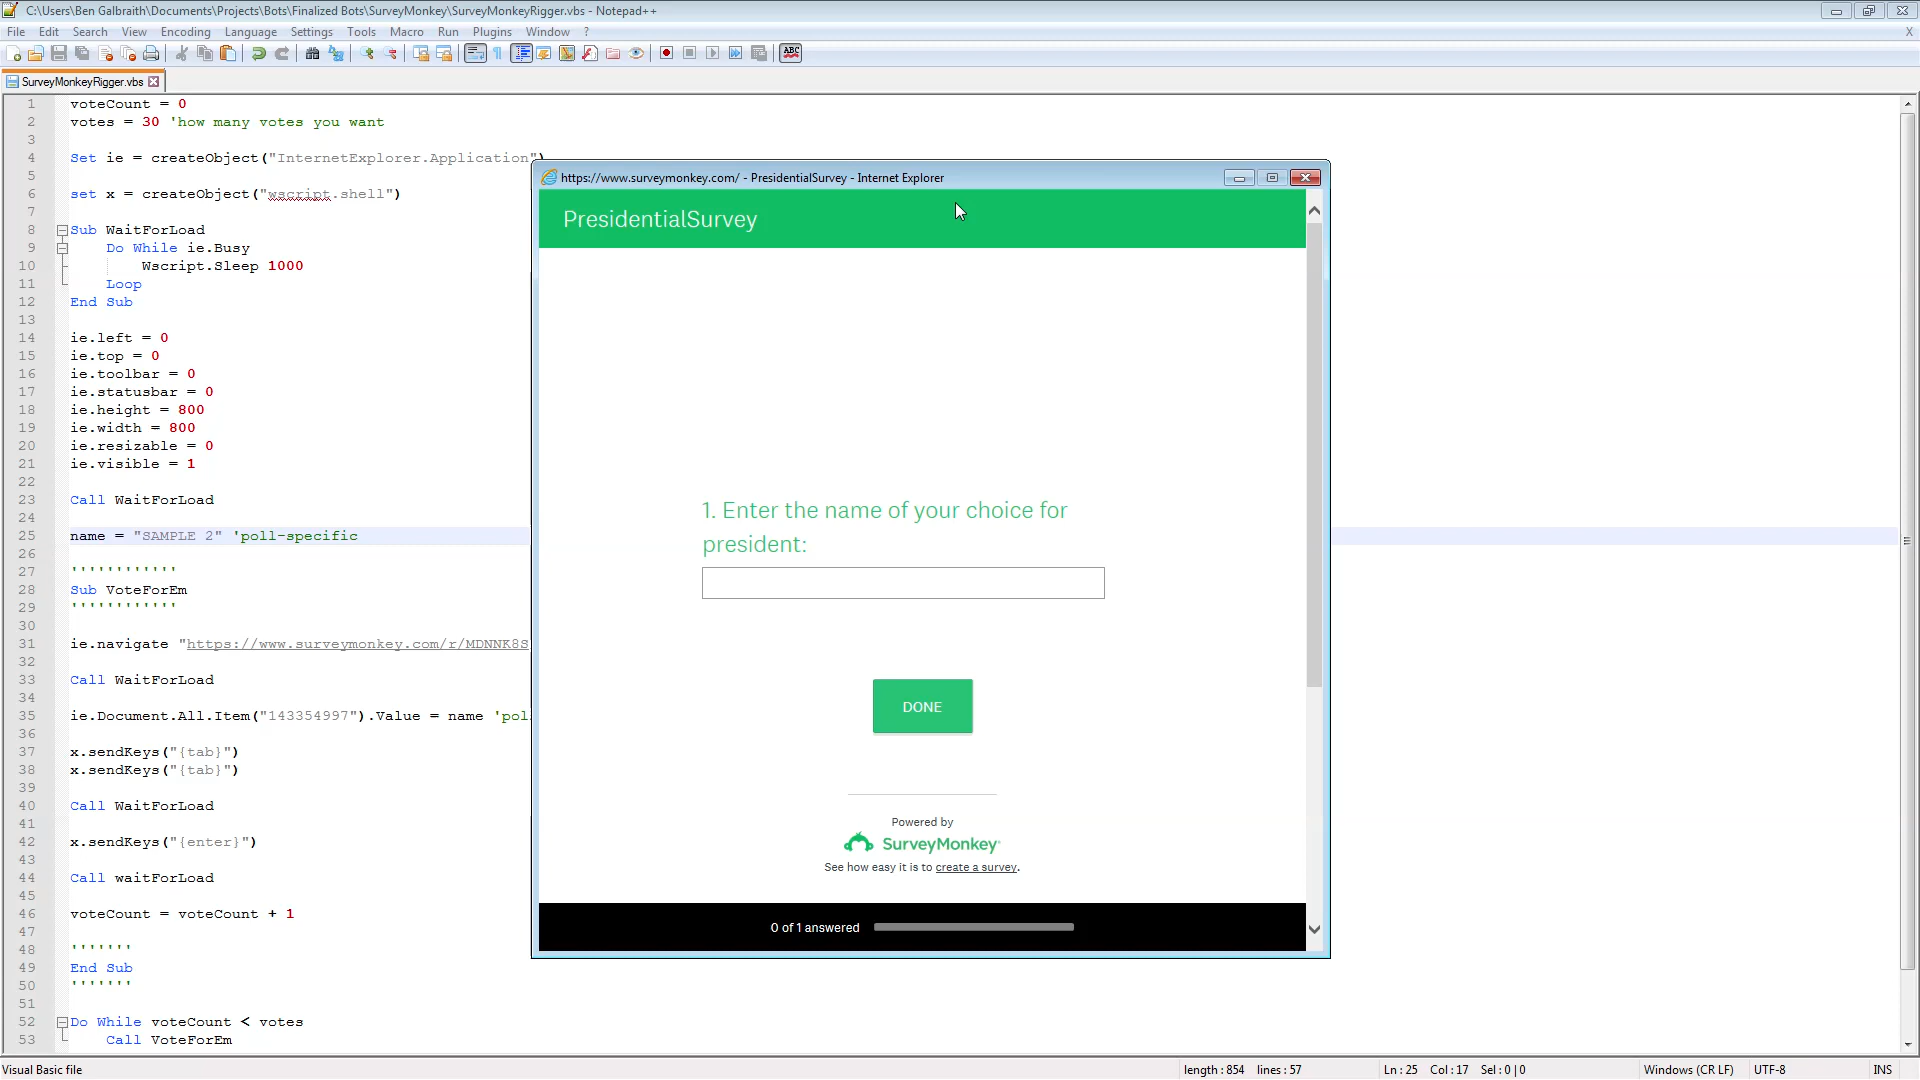 C:\Users\Ben Galbraith\Documents\Projects\Bots\Finalized Bots\SurveyMonkey\SurveyMonkeyRigger.vbs - Notepad++
File Edit Search View Encoding Language Settings Tools Macro Run Plugins Window ? X
ABC
SurveyMonkeyRigger.vbs
1 voteCount = 0
2 votes = 30 'how many votes you want
3
4 Set ie = createObject("InternetExplorer.Application")
5
6 set x = createObject("wscript.shell")
7
8 Sub WaitForLoad
9 Do While ie.Busy
10 Wscript.Sleep 1000
11 Loop
12 End Sub
13
14 ie.left = 0
15 ie.top = 0
16 ie.toolbar = 0
17 ie.statusbar = 0
18 ie.height = 800
19 ie.width = 800
20 ie.resizable = 0
21 ie.visible = 1
22
23 Call WaitForLoad
24
25 name = "SAMPLE 2" 'poll-specific
26
27 ''''''''''''
28 Sub VoteForEm
29 ''''''''''''
30
31 ie.navigate "https://www.surveymonkey.com/r/MDNNK8S
32
33 Call WaitForLoad
34
35 ie.Document.All.Item("143354997").Value = name 'pol
36
37 x.sendKeys("{tab}")
38 x.sendKeys("{tab}")
39
40 Call WaitForLoad
41
42 x.sendKeys("{enter}")
43
44 Call waitForLoad
45
46 voteCount = voteCount + 1
47
48 '''''''
49 End Sub
50 '''''''
51
52 Do While voteCount < votes
53 Call VoteForEm
https://www.surveymonkey.com/ - PresidentialSurvey - Internet Explorer
PresidentialSurvey
1. Enter the name of your choice for
president:
DONE
Powered by
SurveyMonkey
See how easy it is to create a survey.
0 of 1 answered
Visual Basic file length : 854 lines : 57 Ln : 25 Col : 17 Sel : 0 | 0 Windows (CR LF) UTF-8 INS